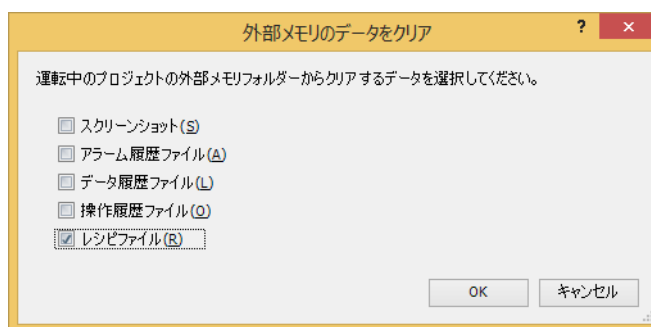 外部メモリのデータをクリア
? ×
運転中のプロジェクトの外部メモリフォルダーからクリアするデータを選択してください。
スクリーンショット(S)
アラーム履歴ファイル(A)
データ履歴ファイル(L)
操作履歴ファイル(O)
レシピファイル(R)
OK キャンセル